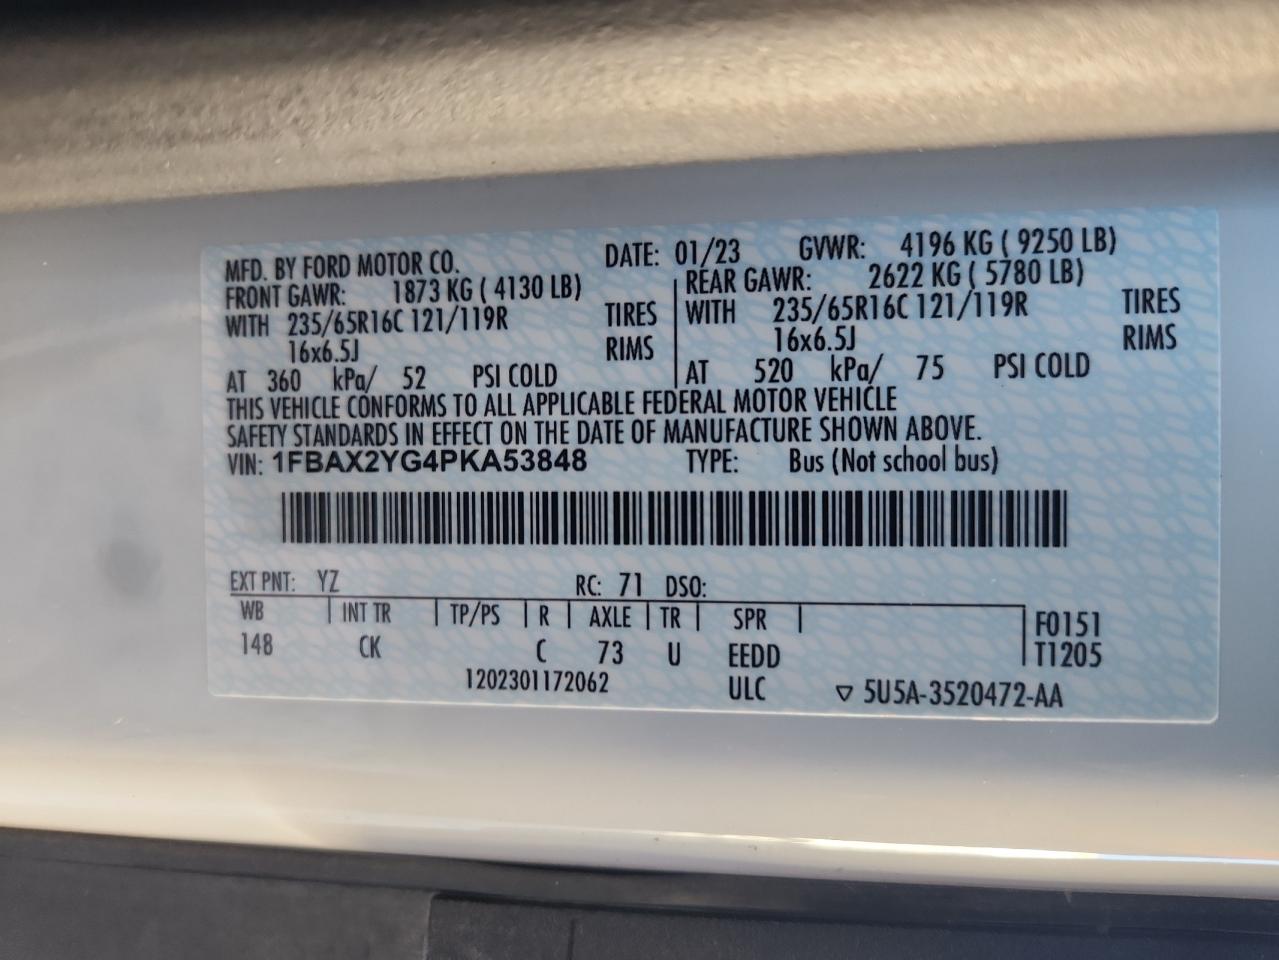 MFD. BY FORD MOTOR CO. DATE: 01/23 GVWR: 4196 KG ( 9250 LB)
FRONT GAWR: 1873 KG ( 4130 LB) REAR GAWR: 2622 KG ( 5780 LB)
WITH 235/65R16C 121/119R TIRES WITH 235/65R16C 121/119R TIRES
16x6.5J RIMS 16x6.5J RIMS
AT 360 kPa/ 52 PSI COLD AT 520 kPa/ 75 PSI COLD
THIS VEHICLE CONFORMS TO ALL APPLICABLE FEDERAL MOTOR VEHICLE
SAFETY STANDARDS IN EFFECT ON THE DATE OF MANUFACTURE SHOWN ABOVE.
VIN: 1FBAX2YG4PKA53848 TYPE: Bus (Not school bus)
EXT PNT: YZ RC: 71 DSO:
WB INT TR TP/PS R AXLE TR SPR F0151
148 CK C 73 U EEDD T1205
1202301172062 ULC ▽ 5U5A-3520472-AA